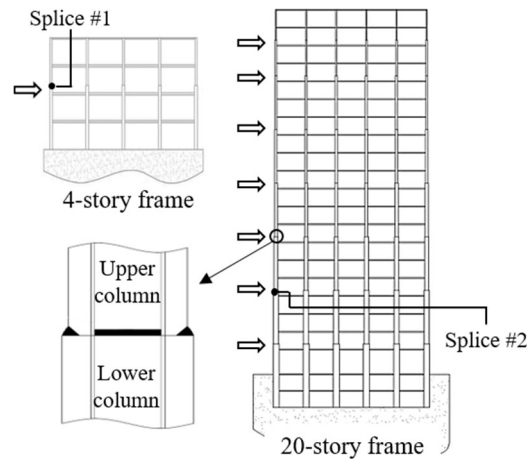 Splice #1
4-story frame
Upper
column
Lower
column
Splice #2
20-story frame